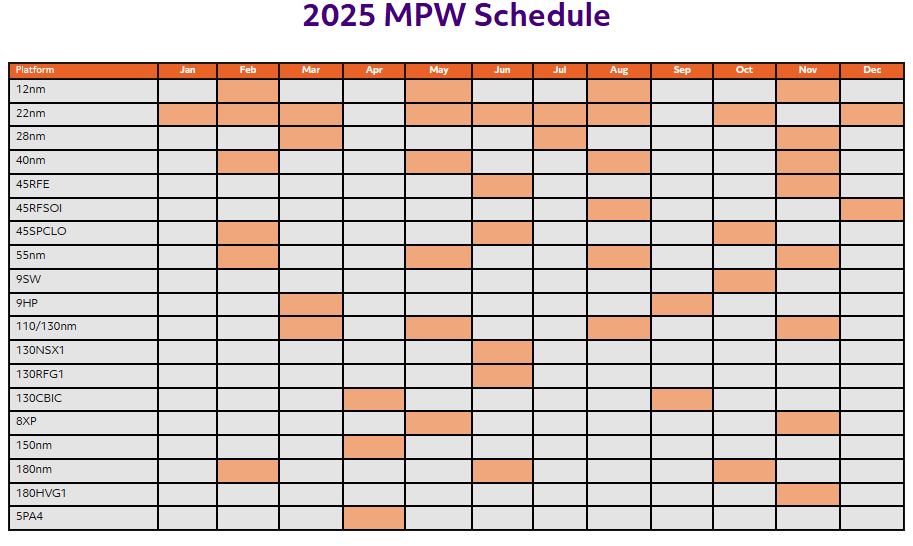 2025 MPW Schedule
Platform Jan Feb Mar Apr May Jun Jul Aug Sep Oct Nov Dec
12nm
22nm
28nm
40nm
45RFE
45RFSOI
45SPCLO
55nm
9SW
9HP
110/130nm
130NSX1
130RFG1
130CBIC
8XP
150nm
180nm
180HVG1
5PA4